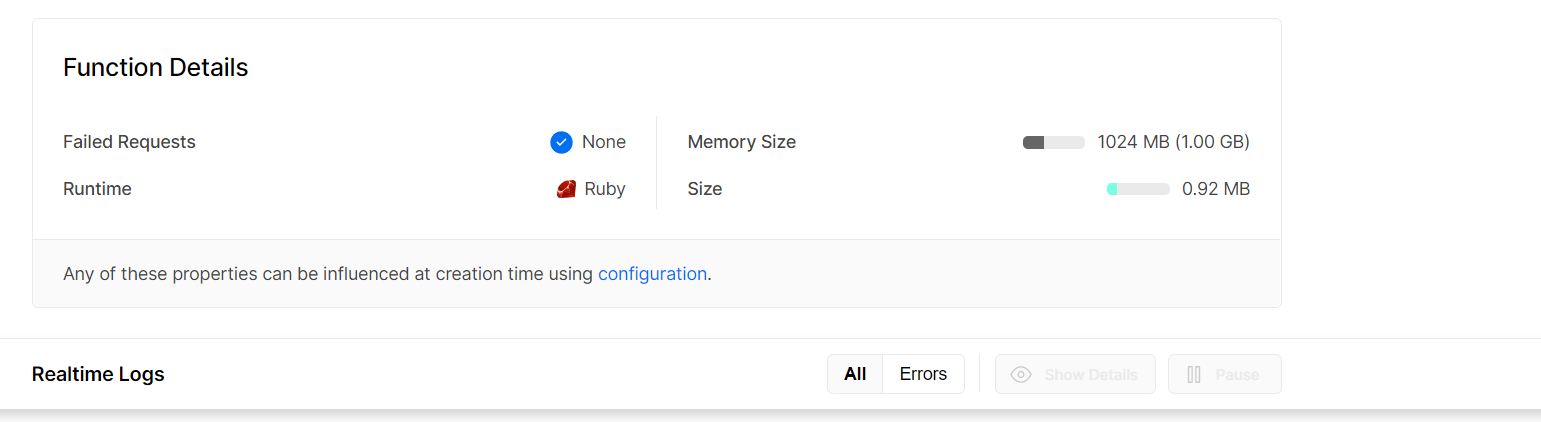 Function Details
Failed Requests None Memory Size 1024 MB (1.00 GB)
Runtime Ruby Size 0.92 MB
Any of these properties can be influenced at creation time using configuration.
Realtime Logs All Errors Show Details Pause